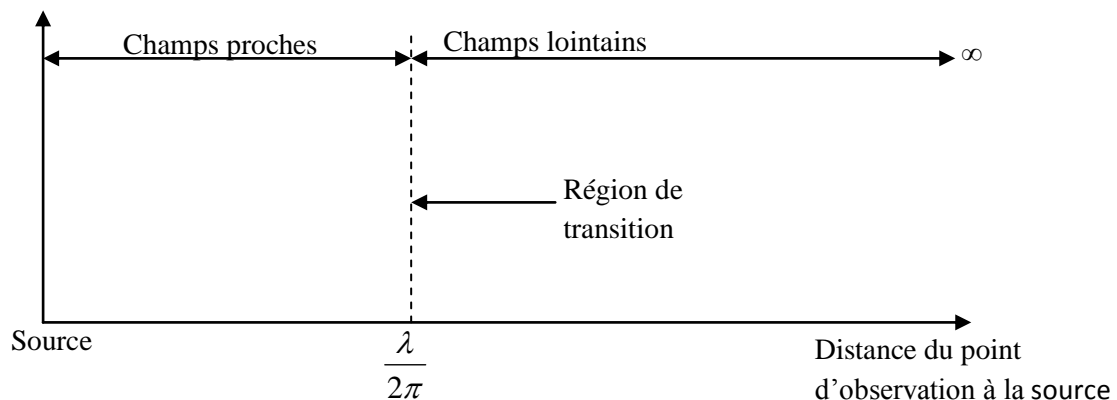 Champs proches
Champs lointains
∞
Région de
transition
Source
λ
2π
Distance du point
d’observation à la source